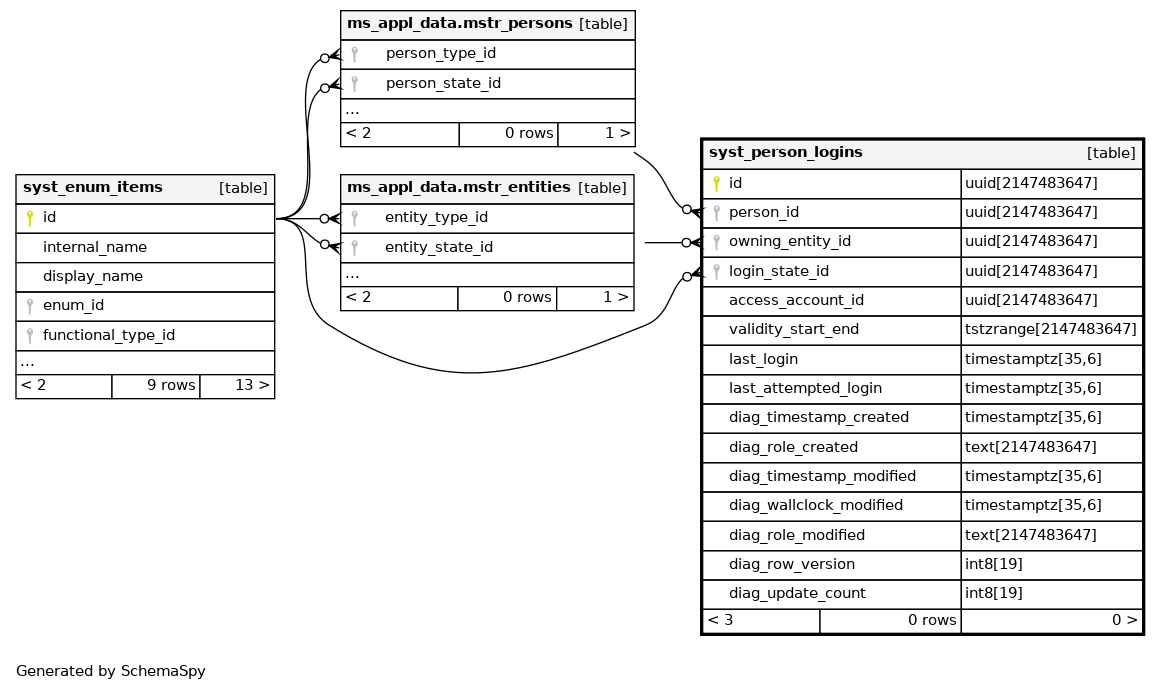 ms_appl_data.mstr_persons [table]
person_type_id
person_state_id
...
< 2 0 rows 1 >
syst_enum_items [table]
id
internal_name
display_name
enum_id
functional_type_id
...
< 2 9 rows 13 >
ms_appl_data.mstr_entities [table]
entity_type_id
entity_state_id
...
< 2 0 rows 1 >
syst_person_logins [table]
id uuid[2147483647]
person_id uuid[2147483647]
owning_entity_id uuid[2147483647]
login_state_id uuid[2147483647]
access_account_id uuid[2147483647]
validity_start_end tstzrange[2147483647]
last_login timestamptz[35,6]
last_attempted_login timestamptz[35,6]
diag_timestamp_created timestamptz[35,6]
diag_role_created text[2147483647]
diag_timestamp_modified timestamptz[35,6]
diag_wallclock_modified timestamptz[35,6]
diag_role_modified text[2147483647]
diag_row_version int8[19]
diag_update_count int8[19]
< 3 0 rows 0 >
Generated by SchemaSpy